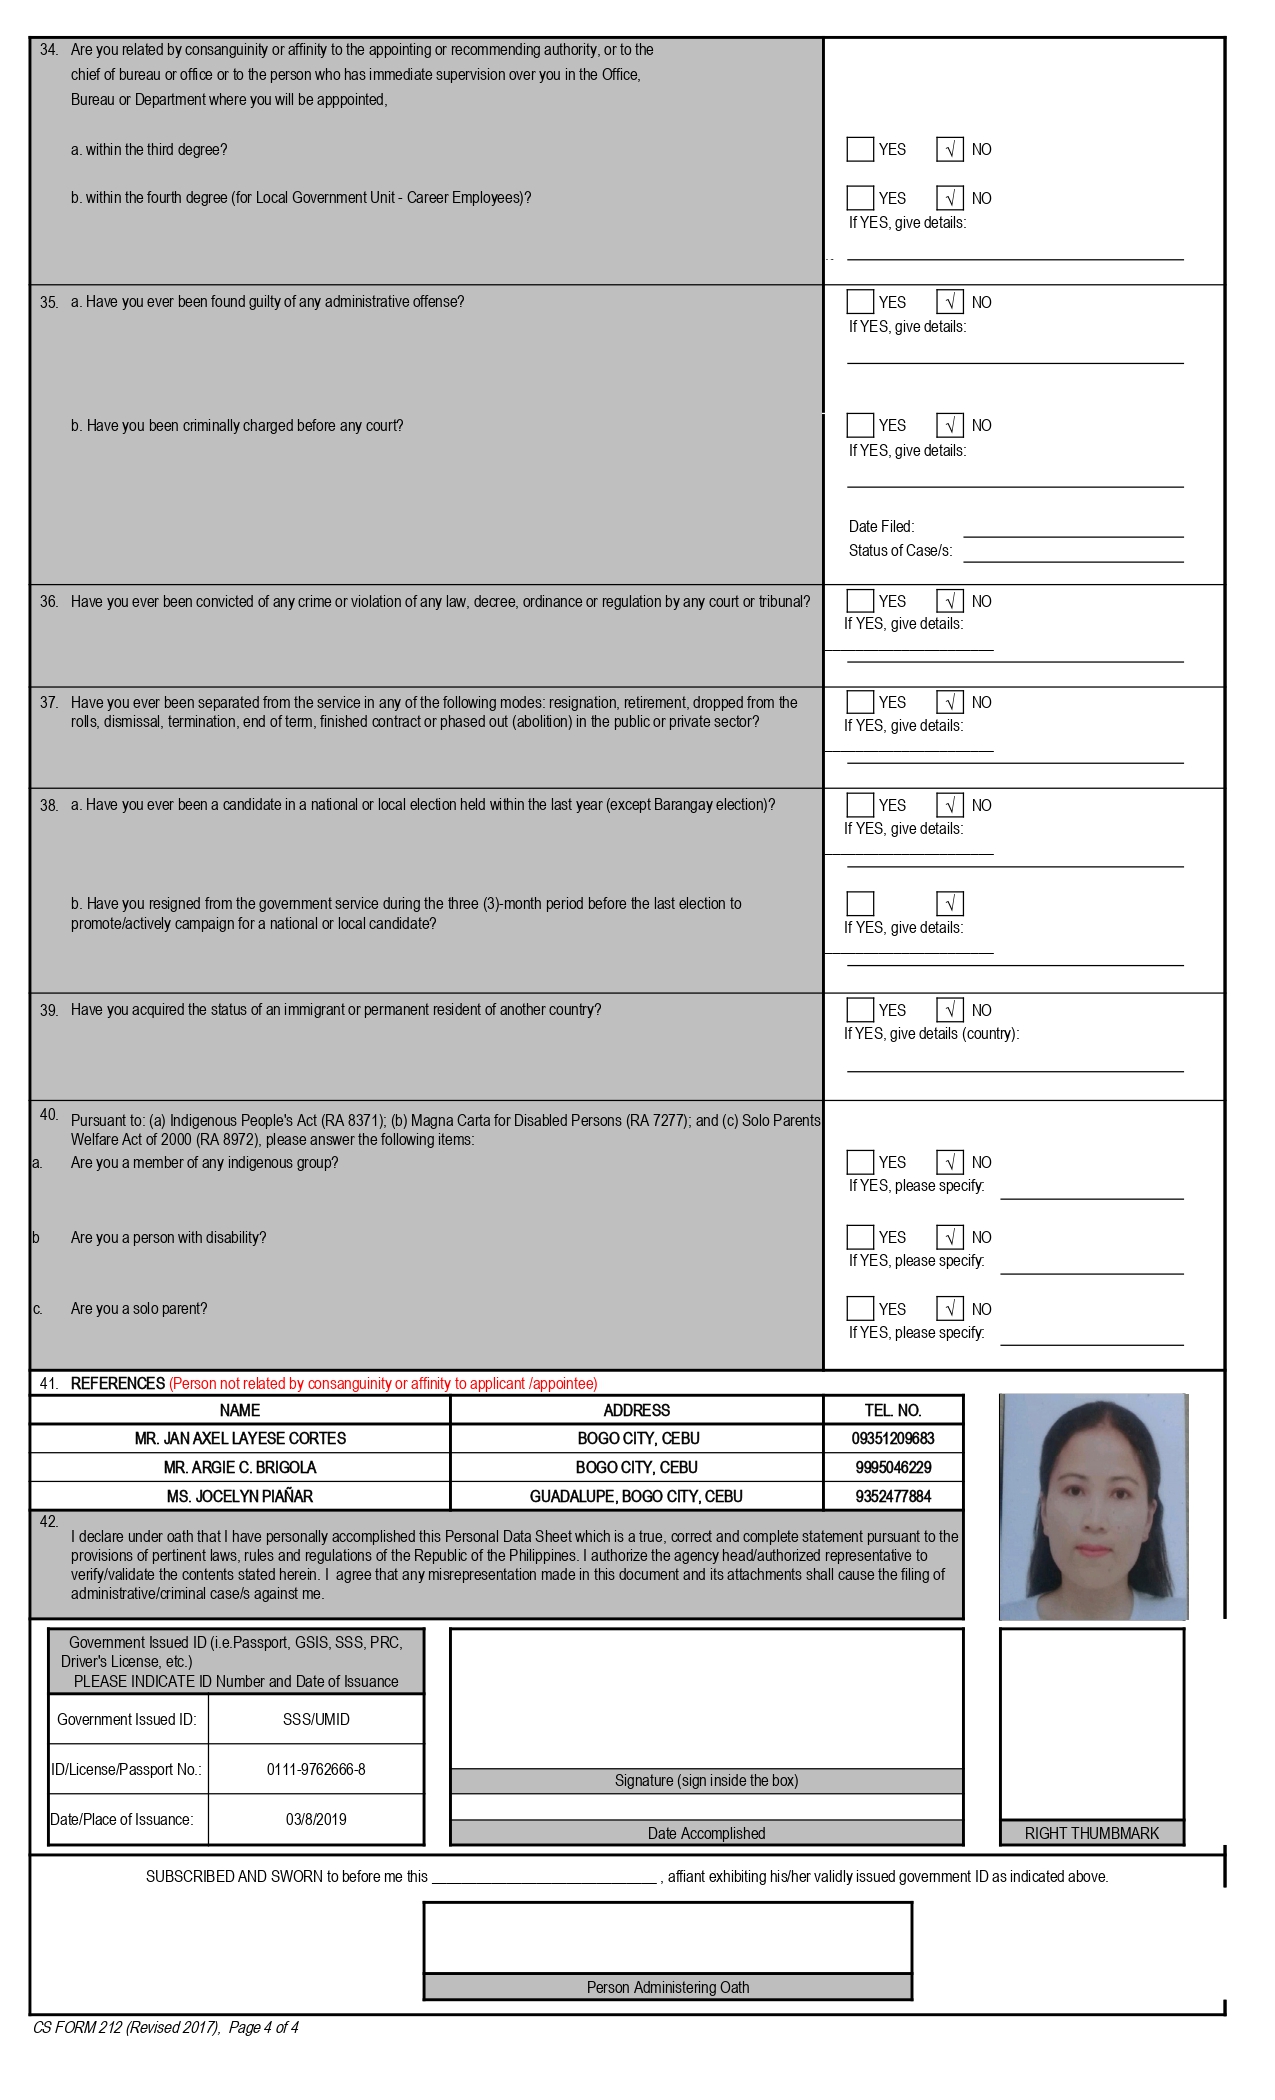 34. Are you related by consanguinity or affinity to the appointing or recommending authority, or to the
chief of bureau or office or to the person who has immediate supervision over you in the Office,
Bureau or Department where you will be apppointed,
a. within the third degree?
YES √ NO
b. within the fourth degree (for Local Government Unit - Career Employees)?
YES √ NO
If YES, give details:
35. a. Have you ever been found guilty of any administrative offense?
YES √ NO
If YES, give details:
b. Have you been criminally charged before any court?
YES √ NO
If YES, give details:
Date Filed:
Status of Case/s:
36. Have you ever been convicted of any crime or violation of any law, decree, ordinance or regulation by any court or tribunal?
YES √ NO
If YES, give details:
37. Have you ever been separated from the service in any of the following modes: resignation, retirement, dropped from the
rolls, dismissal, termination, end of term, finished contract or phased out (abolition) in the public or private sector?
YES √ NO
If YES, give details:
38. a. Have you ever been a candidate in a national or local election held within the last year (except Barangay election)?
YES √ NO
If YES, give details:
b. Have you resigned from the government service during the three (3)-month period before the last election to
promote/actively campaign for a national or local candidate?
√
If YES, give details:
39. Have you acquired the status of an immigrant or permanent resident of another country?
YES √ NO
If YES, give details (country):
40. Pursuant to: (a) Indigenous People's Act (RA 8371); (b) Magna Carta for Disabled Persons (RA 7277); and (c) Solo Parents
Welfare Act of 2000 (RA 8972), please answer the following items:
a. Are you a member of any indigenous group?
YES √ NO
If YES, please specify:
b Are you a person with disability?
YES √ NO
If YES, please specify:
c. Are you a solo parent?
YES √ NO
If YES, please specify:
41. REFERENCES (Person not related by consanguinity or affinity to applicant /appointee)
NAME ADDRESS TEL. NO.
MR. JAN AXEL LAYESE CORTES BOGO CITY, CEBU 09351209683
MR. ARGIE C. BRIGOLA BOGO CITY, CEBU 9995046229
MS. JOCELYN PIAÑAR GUADALUPE, BOGO CITY, CEBU 9352477884
42.
I declare under oath that I have personally accomplished this Personal Data Sheet which is a true, correct and complete statement pursuant to the
provisions of pertinent laws, rules and regulations of the Republic of the Philippines. I authorize the agency head/authorized representative to
verify/validate the contents stated herein. I agree that any misrepresentation made in this document and its attachments shall cause the filing of
administrative/criminal case/s against me.
Government Issued ID (i.e.Passport, GSIS, SSS, PRC,
Driver's License, etc.)
PLEASE INDICATE ID Number and Date of Issuance
Government Issued ID: SSS/UMID
ID/License/Passport No.: 0111-9762666-8
Date/Place of Issuance: 03/8/2019
Signature (sign inside the box)
Date Accomplished
RIGHT THUMBMARK
SUBSCRIBED AND SWORN to before me this ____________________________ , affiant exhibiting his/her validly issued government ID as indicated above.
Person Administering Oath
CS FORM 212 (Revised 2017), Page 4 of 4